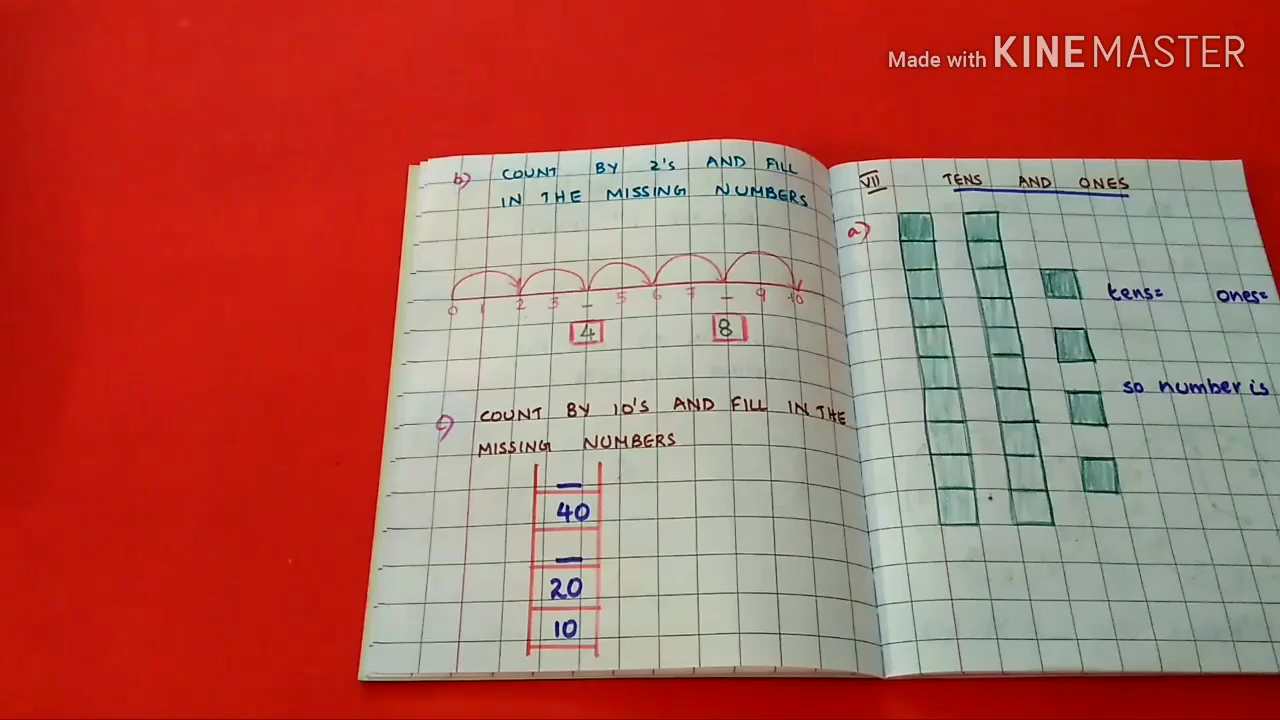 Made with KINEMASTER
b) COUNT BY 2's AND FILL
IN THE MISSING NUMBERS
0 1 2 3 _ 5 6 7 _ 9 10
4 8
c) COUNT BY 10'S AND FILL IN THE
MISSING NUMBERS
_
40
_
20
10
VII TENS AND ONES
a)
tens= ones=
so number is